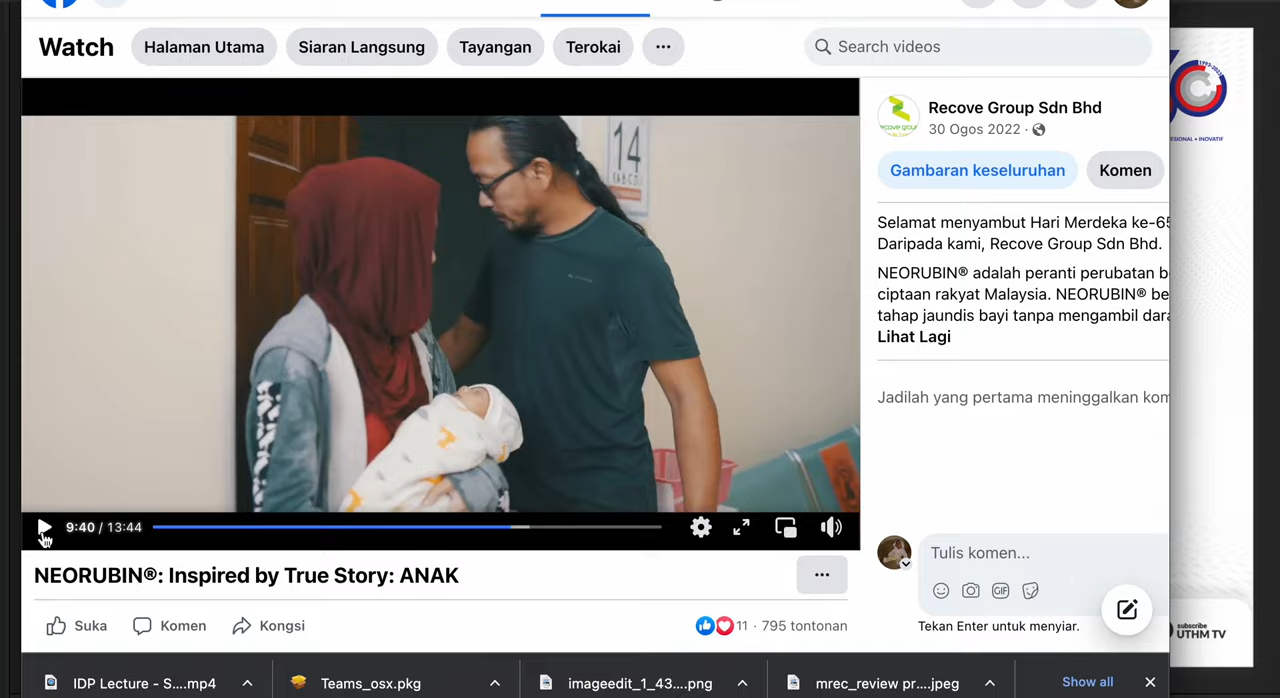 Watch
Halaman Utama
Siaran Langsung
Tayangan
Terokai
Search videos
14
Recove Group Sdn Bhd
30 Ogos 2022
Gambaran keseluruhan
Komen
Selamat menyambut Hari Merdeka ke-65
Daripada kami, Recove Group Sdn Bhd.
NEORUBIN® adalah peranti perubatan b
ciptaan rakyat Malaysia. NEORUBIN® be
tahap jaundis bayi tanpa mengambil dara
Lihat Lagi
Jadilah yang pertama meninggalkan kom
9:40 / 13:44
NEORUBIN®: Inspired by True Story: ANAK
Suka
Komen
Kongsi
11 · 795 tontonan
Tulis komen...
GIF
Tekan Enter untuk menyiar.
subscribe
UTHM TV
IDP Lecture - S....mp4
Teams_osx.pkg
imageedit_1_43....png
mrec_review pr....jpeg
Show all